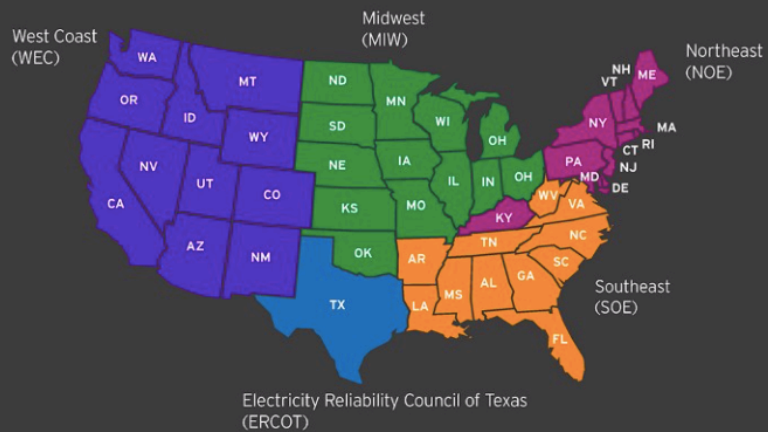 Midwest
(MIW)
West Coast
(WEC)
Northeast
(NOE)
WA
MT
ND
MN
OR
ID
WY
SD
WI
OH
NH
VT
ME
NY
MA
CT
RI
NV
UT
CO
NE
IA
IL
IN
OH
PA
NJ
MD
DE
CA
KS
MO
KY
WV
VA
AZ
NM
OK
AR
TN
NC
SC
TX
LA
MS
AL
GA
FL
Southeast
(SOE)
Electricity Reliability Council of Texas
(ERCOT)